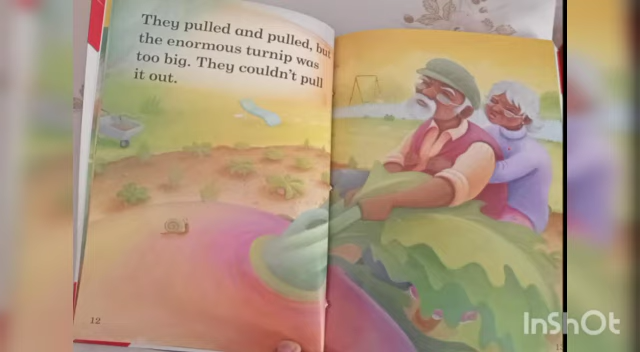 They pulled and pulled, but
the enormous turnip was
too big. They couldn't pull
it out.
12
InShOt